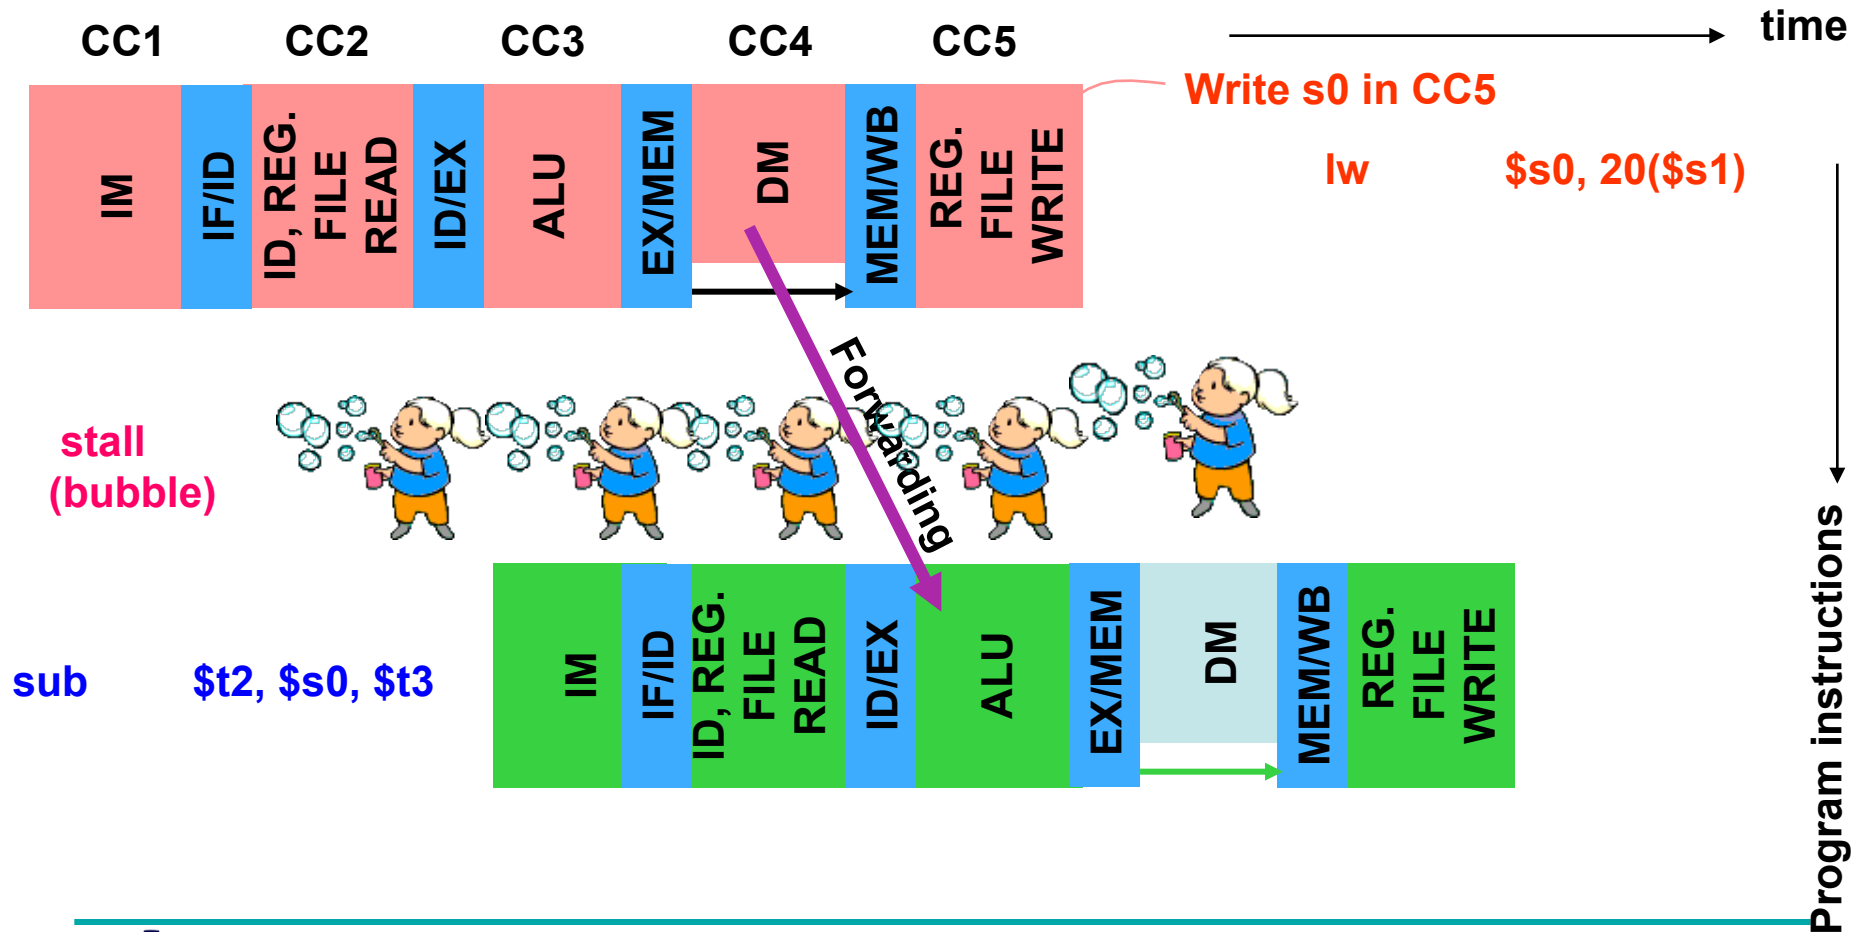 CC1 CC2 CC3 CC4 CC5 time
Write s0 in CC5
IM
IF/ID
ID, REG.
FILE
READ
ID/EX
ALU
EX/MEM
DM
MEM/WB
REG.
FILE
WRITE
lw $s0, 20($s1)
Forwarding
stall
(bubble)
sub $t2, $s0, $t3
IM
IF/ID
ID, REG.
FILE
READ
ID/EX
ALU
EX/MEM
DM
MEM/WB
REG.
FILE
WRITE
Program instructions